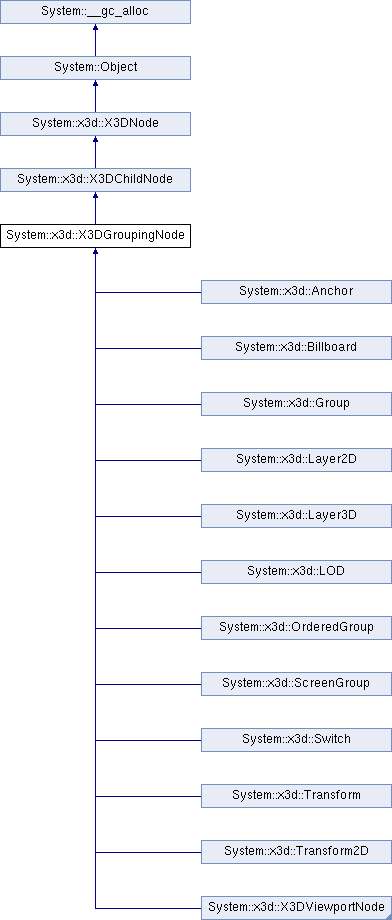 System::__gc_alloc
System::Object
System::x3d::X3DNode
System::x3d::X3DChildNode
System::x3d::X3DGroupingNode
System::x3d::Anchor
System::x3d::Billboard
System::x3d::Group
System::x3d::Layer2D
System::x3d::Layer3D
System::x3d::LOD
System::x3d::OrderedGroup
System::x3d::ScreenGroup
System::x3d::Switch
System::x3d::Transform
System::x3d::Transform2D
System::x3d::X3DViewportNode